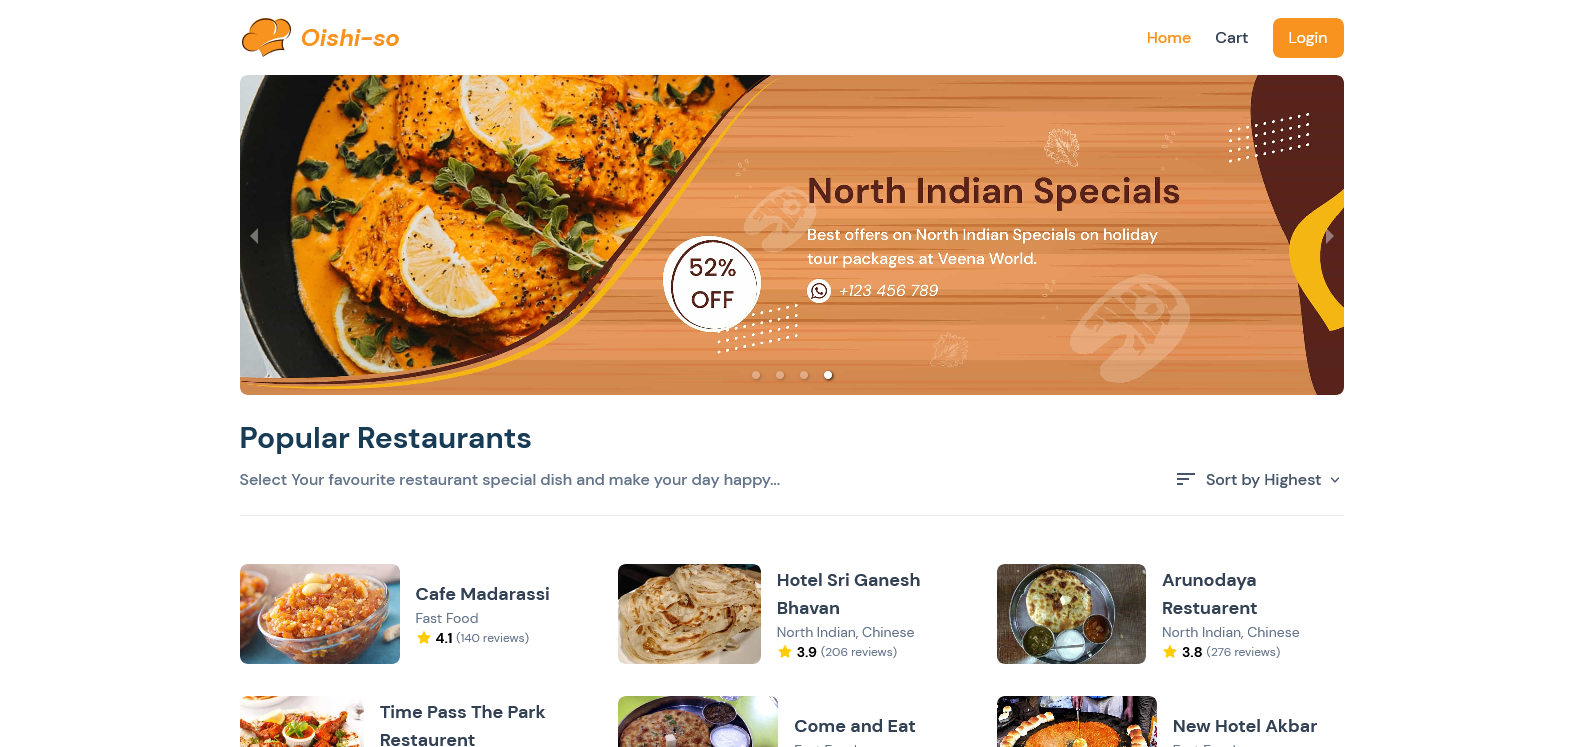 Oishi-so
Home
Cart
Login
North Indian Specials
Best offers on North Indian Specials on holiday
tour packages at Veena World.
+123 456 789
52%
OFF
Popular Restaurants
Select Your favourite restaurant special dish and make your day happy...
Sort by Highest
Cafe Madarassi
Fast Food
4.1 (140 reviews)
Hotel Sri Ganesh
Bhavan
North Indian, Chinese
3.9 (206 reviews)
Arunodaya
Restuarent
North Indian, Chinese
3.8 (276 reviews)
Time Pass The Park
Restaurent
Come and Eat
New Hotel Akbar